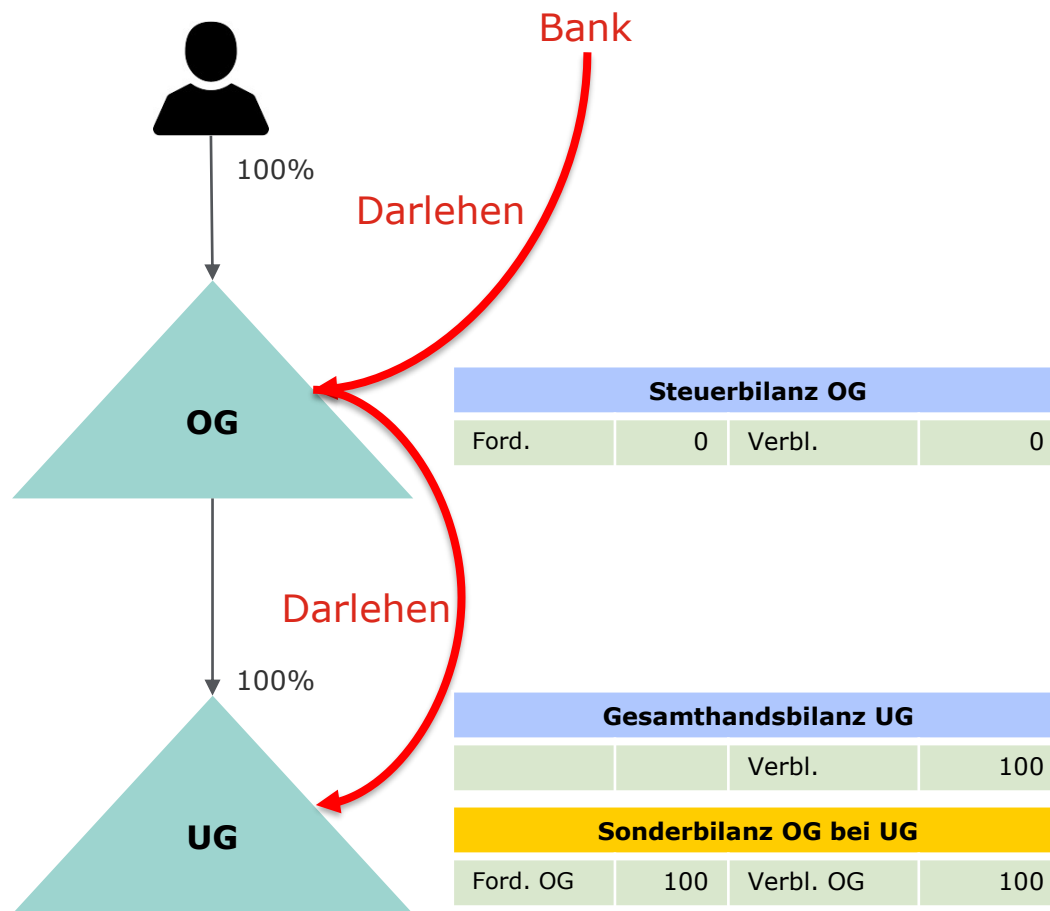 Bank
100%
Darlehen
OG
Steuerbilanz OG
Ford. 0 Verbl. 0
Darlehen
100%
UG
Gesamthandsbilanz UG
Verbl. 100
Sonderbilanz OG bei UG
Ford. OG 100 Verbl. OG 100